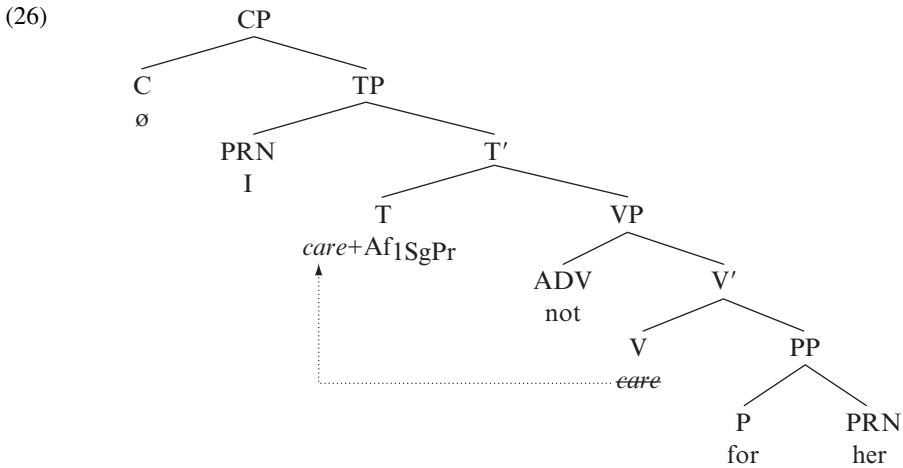 (26)
CP
C TP
ø
PRN T′
I
T VP
care+Af1SgPr
ADV V′
not
V PP
care
P PRN
for her